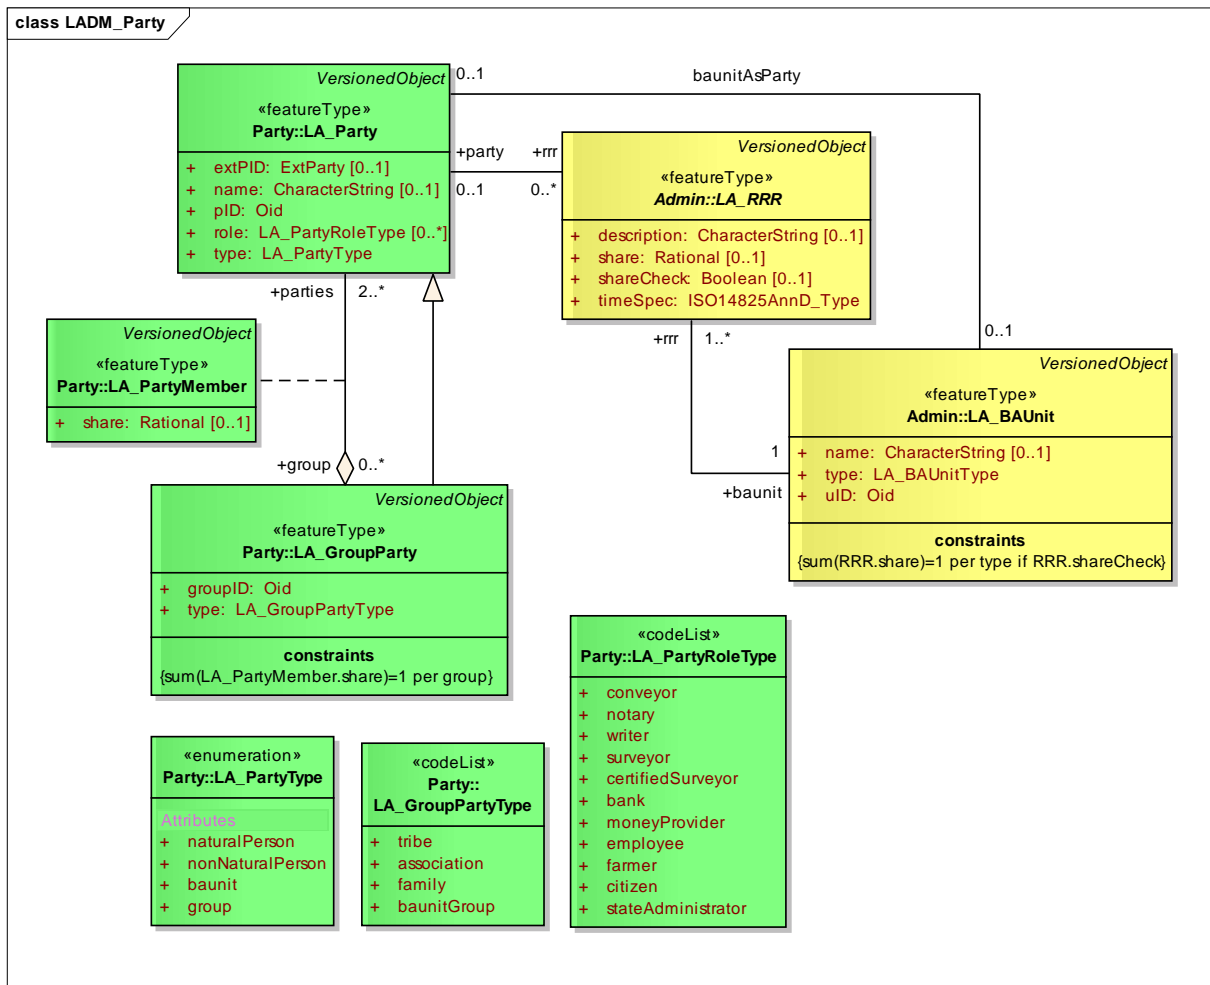 class LADM_Party
VersionedObject
«featureType»
Party::LA_Party
+ extPID: ExtParty [0..1]
+ name: CharacterString [0..1]
+ pID: Oid
+ role: LA_PartyRoleType [0..*]
+ type: LA_PartyType
0..1
baunitAsParty
+party
+rrr
0..1
0..*
VersionedObject
«featureType»
Admin::LA_RRR
+ description: CharacterString [0..1]
+ share: Rational [0..1]
+ shareCheck: Boolean [0..1]
+ timeSpec: ISO14825AnnD_Type
+parties
2..*
+rrr
1..*
0..1
VersionedObject
«featureType»
Party::LA_PartyMember
+ share: Rational [0..1]
VersionedObject
«featureType»
Admin::LA_BAUnit
+ name: CharacterString [0..1]
+ type: LA_BAUnitType
+ uID: Oid
constraints
{sum(RRR.share)=1 per type if RRR.shareCheck}
1
+baunit
+group
0..*
VersionedObject
«featureType»
Party::LA_GroupParty
+ groupID: Oid
+ type: LA_GroupPartyType
constraints
{sum(LA_PartyMember.share)=1 per group}
«codeList»
Party::LA_PartyRoleType
+ conveyor
+ notary
+ writer
+ surveyor
+ certifiedSurveyor
+ bank
+ moneyProvider
+ employee
+ farmer
+ citizen
+ stateAdministrator
«enumeration»
Party::LA_PartyType
Attributes
+ naturalPerson
+ nonNaturalPerson
+ baunit
+ group
«codeList»
Party::
LA_GroupPartyType
+ tribe
+ association
+ family
+ baunitGroup